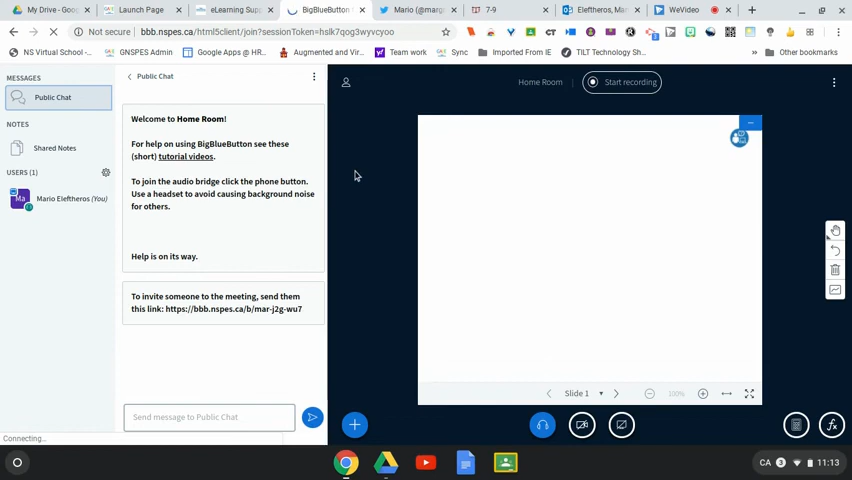 My Drive - Goo
Launch Page
eLearning Supp
BigBlueButton
Mario (@margr
7-9
Eleftheros, Mar
WeVideo
Not secure | bbb.nspes.ca/html5client/join?sessionToken=hslk7qog3wyvcyoo
NS Virtual School -
GNSPES Admin
Google Apps @ HR...
Augmented and Vir...
Team work
Sync
Imported From IE
TILT Technology Sh...
Other bookmarks
MESSAGES
Public Chat
NOTES
Shared Notes
USERS (1)
Ma
Mario Eleftheros (You)
Public Chat
Welcome to Home Room!
For help on using BigBlueButton see these
(short) tutorial videos.
To join the audio bridge click the phone button.
Use a headset to avoid causing background noise
for others.
Help is on its way.
To invite someone to the meeting, send them
this link: https://bbb.nspes.ca/b/mar-j2g-wu7
Send message to Public Chat
Home Room
Start recording
Slide 1
100%
Connecting...
CA 3 11:13